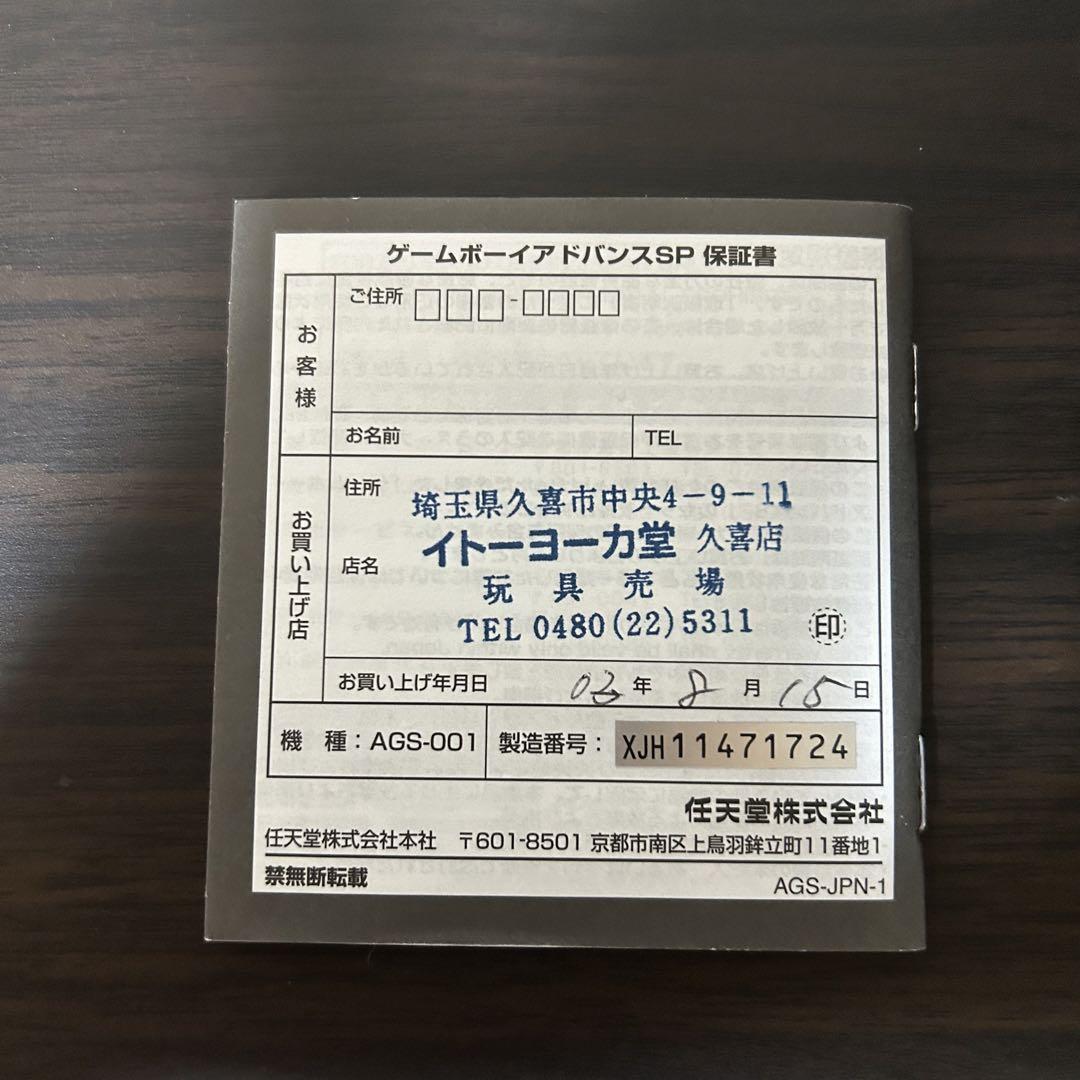 ゲームボーイアドバンスSP 保証書
お客様
ご住所 □□□-□□□□
お名前
TEL
お買い上げ店
住所 埼玉県久喜市中央4-9-11
店名 イトーヨーカ堂 久喜店
玩具売場
TEL 0480(22)5311
印
お買い上げ年月日 03年 8月 15日
機 種:AGS-001
製造番号: XJH11471724
任天堂株式会社
任天堂株式会社本社 〒601-8501 京都市南区上鳥羽鉾立町11番地1
禁無断転載
AGS-JPN-1